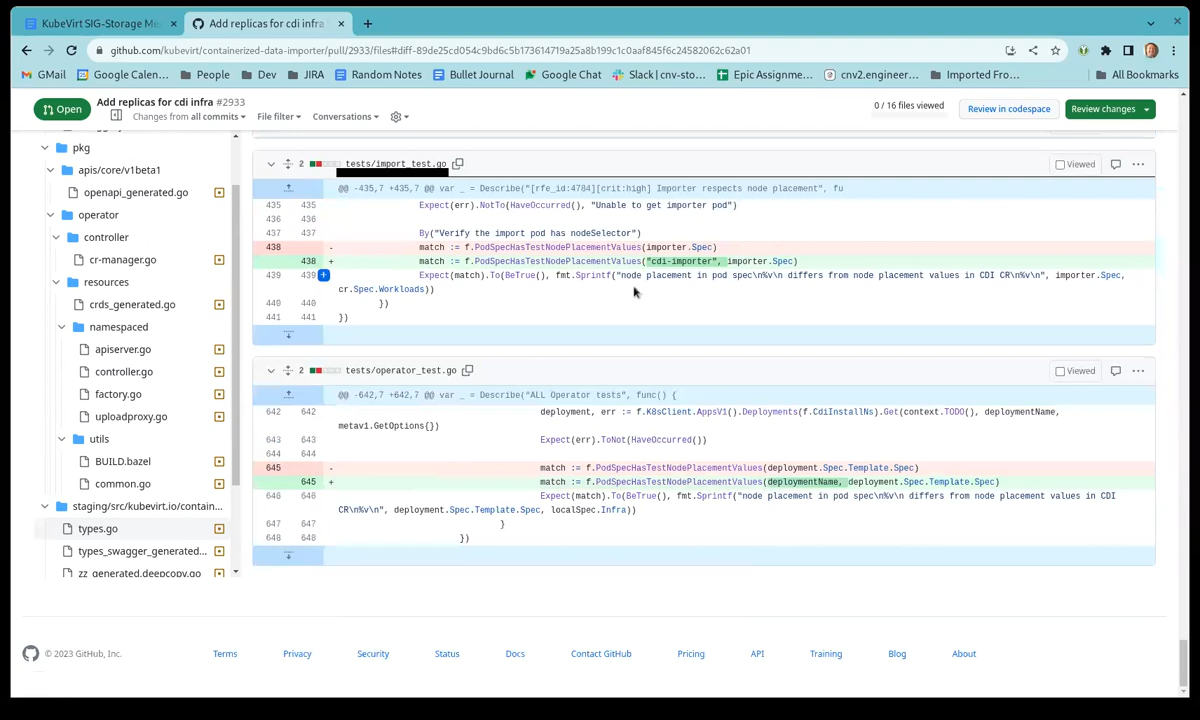 KubeVirt SIG-Storage Me
Add replicas for cdi infra
github.com/kubevirt/containerized-data-importer/pull/2933/files#diff-89de25cd054c9bd6c5b173614719a25a8b199c1c0aaf845f6c24582062c62a01
GMail
Google Calen...
People
Dev
JIRA
Random Notes
Bullet Journal
Google Chat
Slack | cnv-sto...
Epic Assignme...
cnv2.engineer...
Imported Fro...
All Bookmarks
Open
Add replicas for cdi infra #2933
Changes from all commits
File filter
Conversations
0 / 16 files viewed
Review in codespace
Review changes
pkg
apis/core/v1beta1
openapi_generated.go
operator
controller
cr-manager.go
resources
crds_generated.go
namespaced
apiserver.go
controller.go
factory.go
uploadproxy.go
utils
BUILD.bazel
common.go
staging/src/kubevirt.io/contain...
types.go
types_swagger_generated...
zz_generated.deepcopy.go
2 tests/import_test.go
Viewed
@@ -435,7 +435,7 @@ var _ = Describe("[rfe_id:4784][crit:high] Importer respects node placement", fu
435 435 Expect(err).NotTo(HaveOccurred(), "Unable to get importer pod")
436 436
437 437 By("Verify the import pod has nodeSelector")
438 - match := f.PodSpecHasTestNodePlacementValues(importer.Spec)
438 + match := f.PodSpecHasTestNodePlacementValues("cdi-importer", importer.Spec)
439 439 Expect(match).To(BeTrue(), fmt.Sprintf("node placement in pod spec\n%v\n differs from node placement values in CDI CR\n%v\n", importer.Spec,
cr.Spec.Workloads))
440 440 })
441 441 })
2 tests/operator_test.go
Viewed
@@ -642,7 +642,7 @@ var _ = Describe("ALL Operator tests", func() {
642 642 deployment, err := f.K8sClient.AppsV1().Deployments(f.CdiInstallNs).Get(context.TODO(), deploymentName,
metav1.GetOptions{})
643 643 Expect(err).ToNot(HaveOccurred())
644 644
645 - match := f.PodSpecHasTestNodePlacementValues(deployment.Spec.Template.Spec)
645 + match := f.PodSpecHasTestNodePlacementValues(deploymentName, deployment.Spec.Template.Spec)
646 646 Expect(match).To(BeTrue(), fmt.Sprintf("node placement in pod spec\n%v\n differs from node placement values in CDI
CR\n%v\n", deployment.Spec.Template.Spec, localSpec.Infra))
647 647 }
648 648 })
© 2023 GitHub, Inc.
Terms
Privacy
Security
Status
Docs
Contact GitHub
Pricing
API
Training
Blog
About